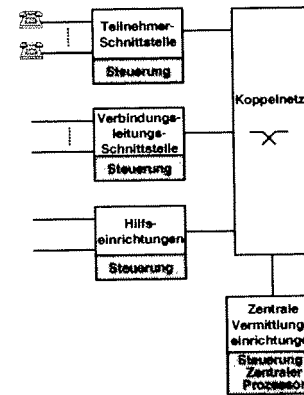 Teilnehmer-
Schnittstelle
Steuerung
Koppelnetz
Verbindungs-
leitungs-
Schnittstelle
Steuerung
Hilfs-
einrichtungen
Steuerung
Zentrale
Vermittlung
einrichtunge
Steuerung
Zentraler
Prozessor